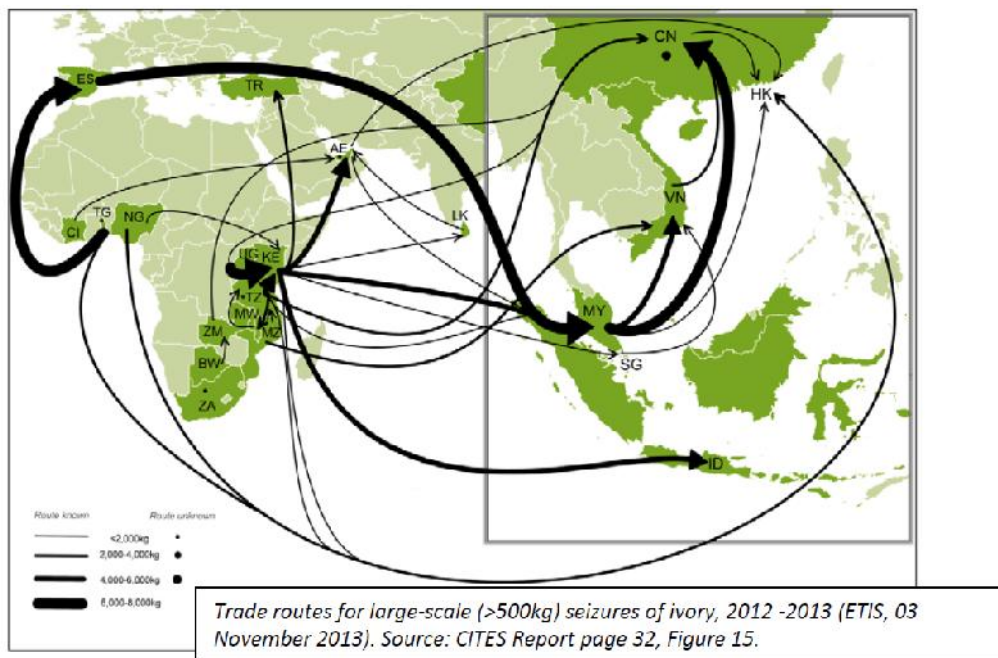 CN
ES
TR
HK
AE
TG
NG
CI
LK
VN
UG
KE
TZ
MW
MY
ZM
MZ
BW
SG
ZA
ID
Route known
Route unknown
<2,000kg
2,000-4,000kg
4,000-6,000kg
6,000-8,000kg
Trade routes for large-scale (>500kg) seizures of ivory, 2012 -2013 (ETIS, 03
November 2013). Source: CITES Report page 32, Figure 15.